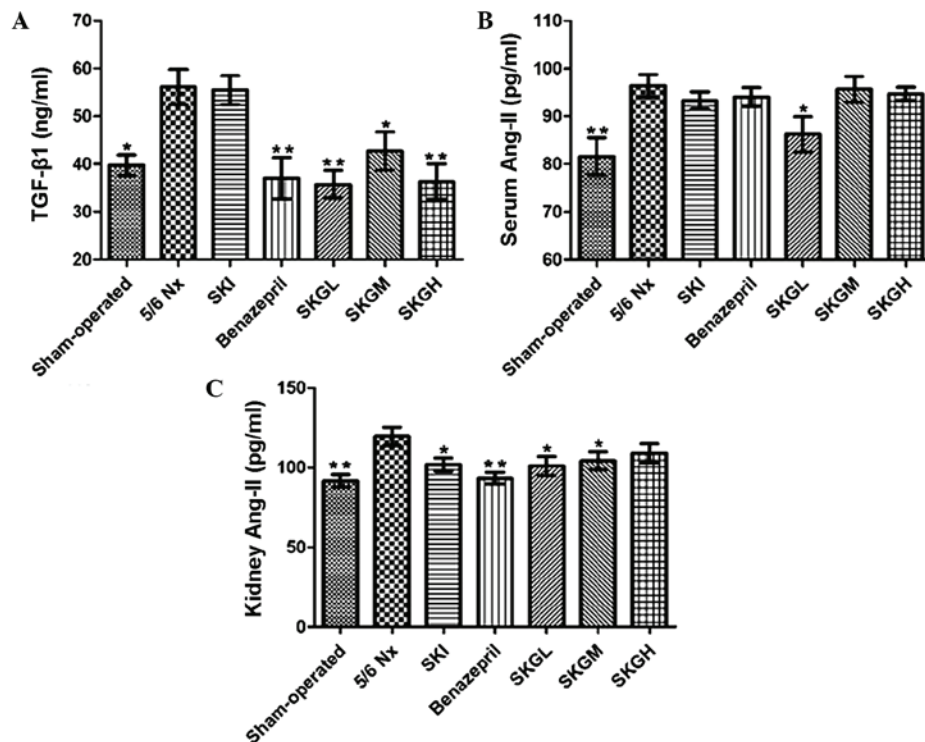 A
TGF-β1 (ng/ml)
70
60
50
40
30
20
*
**
**
*
**
Sham-operated
5/6 Nx
SKI
Benazepril
SKGL
SKGM
SKGH
B
Serum Ang-II (pg/ml)
110
100
90
80
70
60
**
*
Sham-operated
5/6 Nx
SKI
Benazepril
SKGL
SKGM
SKGH
C
Kidney Ang-II (pg/ml)
150
100
50
0
**
*
**
*
*
Sham-operated
5/6 Nx
SKI
Benazepril
SKGL
SKGM
SKGH